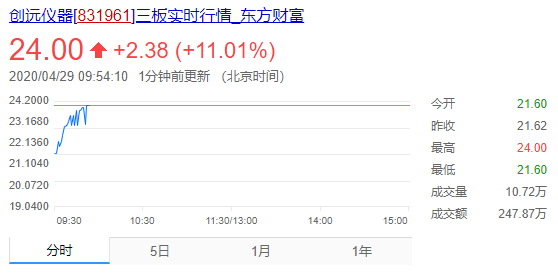 创远仪器[831961]三板实时行情_东方财富
24.00 +2.38 (+11.01%)
2020/04/29 09:54:10 1分钟前更新 (北京时间)
24.2000
23.1680
22.1360
21.1040
20.0720
19.0400
09:30 10:30 11:30/13:00 14:00 15:00
今开 21.60
昨收 21.62
最高 24.00
最低 21.60
成交量 10.72万
成交额 247.87万
分时 5日 1月 1年